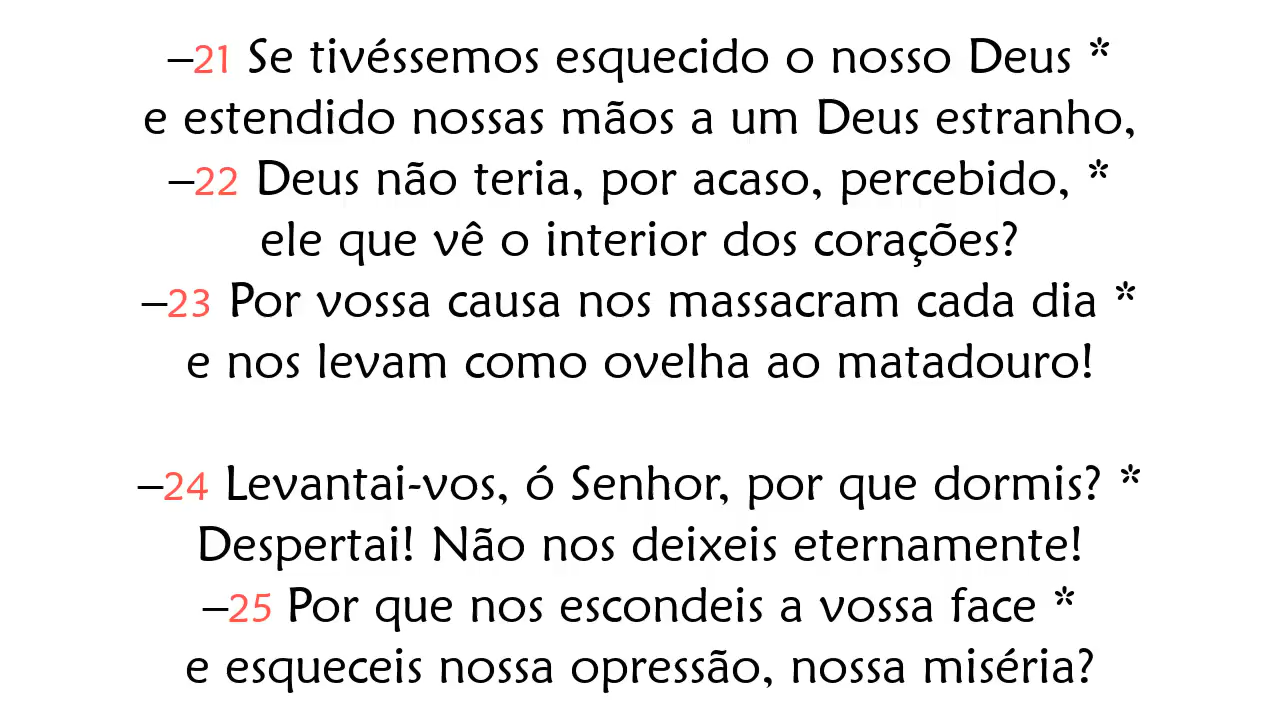 –21 Se tivéssemos esquecido o nosso Deus *
e estendido nossas mãos a um Deus estranho,
–22 Deus não teria, por acaso, percebido, *
ele que vê o interior dos corações?
–23 Por vossa causa nos massacram cada dia *
e nos levam como ovelha ao matadouro!
–24 Levantai-vos, ó Senhor, por que dormis? *
Despertai! Não nos deixeis eternamente!
–25 Por que nos escondeis a vossa face *
e esqueceis nossa opressão, nossa miséria?